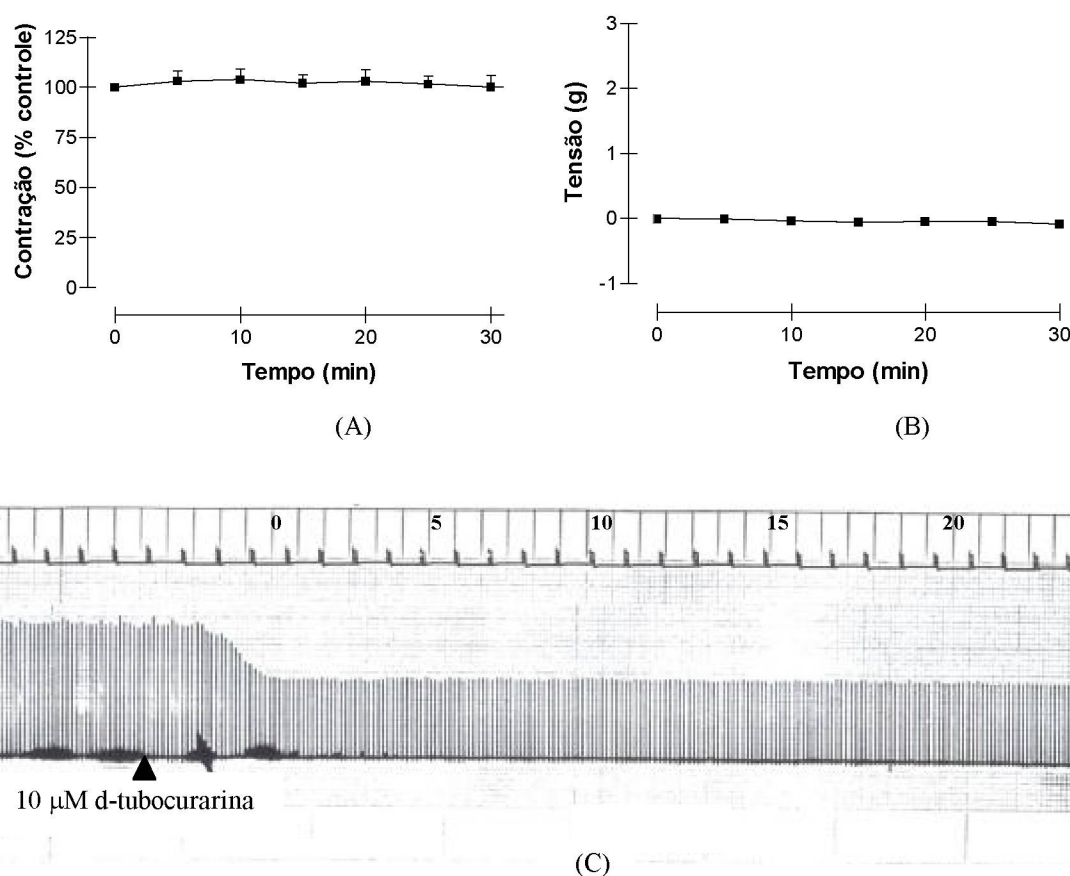 Contração (% controle)
125
100
75
50
25
0
0 10 20 30
Tempo (min)
(A)
Tensão (g)
3
2
1
0
-1
0 10 20 30
Tempo (min)
(B)
0 5 10 15 20
10 μM d-tubocurarina
(C)